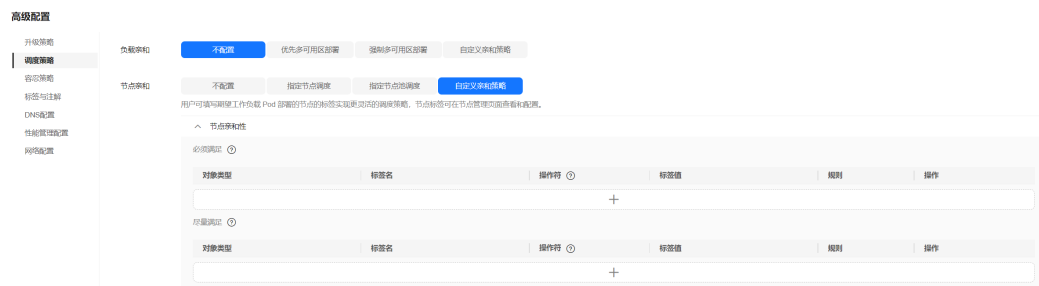 高级配置
升级策略
调度策略
容忍策略
标签与注解
DNS配置
性能管理配置
网络配置
负载亲和 不配置 优先多可用区部署 强制多可用区部署 自定义亲和策略
节点亲和 不配置 指定节点调度 指定节点池调度 自定义亲和策略
用户可填写期望工作负载 Pod 部署的节点的标签实现更灵活的调度策略，节点标签可在节点管理页面查看和配置。
节点亲和性
必须满足 ?
对象类型 标签名 操作符 ? 标签值 规则 操作
+
尽量满足 ?
对象类型 标签名 操作符 ? 标签值 规则 操作
+